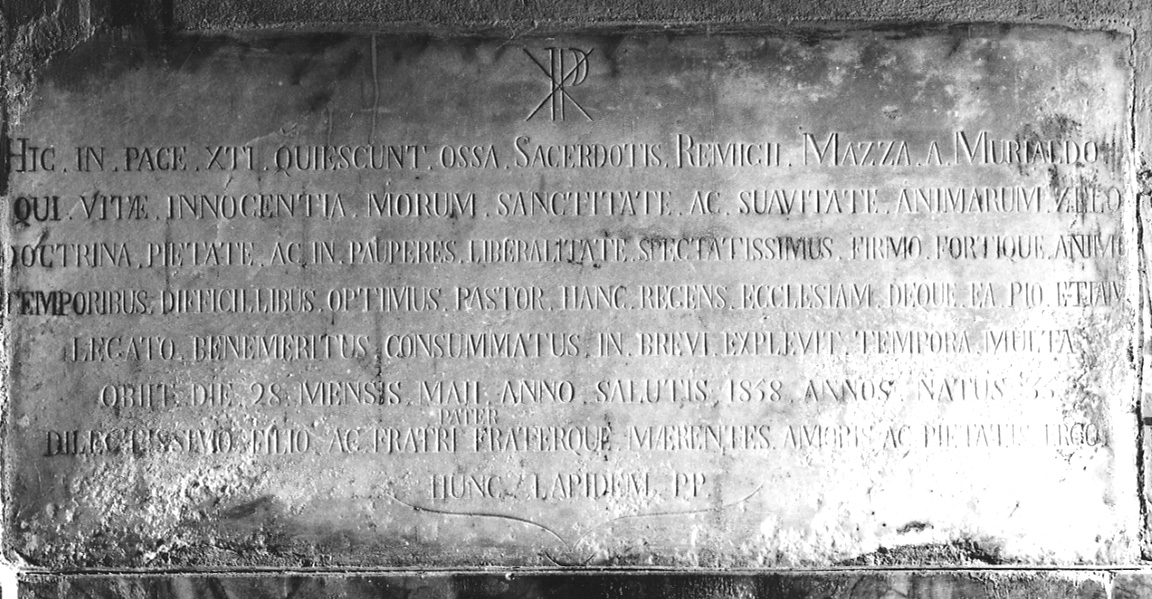 HIC . IN . PACE . XTI . QUIESCUNT . OSSA . SACERDOTIS . REMIGII . MAZZA . A . MURIALDO
QUI . VITÆ . INNOCENTIA . MORUM . SANCTITATE . AC . SUAVITATE . ANIMARUM . ZELO
DOCTRINA . PIETATE . AC . IN . PAUPERES . LIBERALITATE . SPECTATISSIMUS . FIRMO . FORTIQUE . ANIMO
TEMPORIBUS . DIFFICILLIBUS . OPTIMUS . PASTOR . HANC . REGENS . ECCLESIAM . DEQUE . EA . PIO . ETIAM
LEGATO . BENEMERITUS . CONSUMMATUS . IN . BREVI . EXPLEVIT . TEMPORA . MULTA
OBIIT . DIE . 28 . MENSIS . MAII . ANNO . SALUTIS . 1858 . ANNOS . NATUS
PATER
DILECTISSIMO . FILIO . AC . FRATRI FRATERQUE . MÆRENTES . AMORIS . AC . PIETATIS . ERGO
HUNC . LAPIDEM . PP.